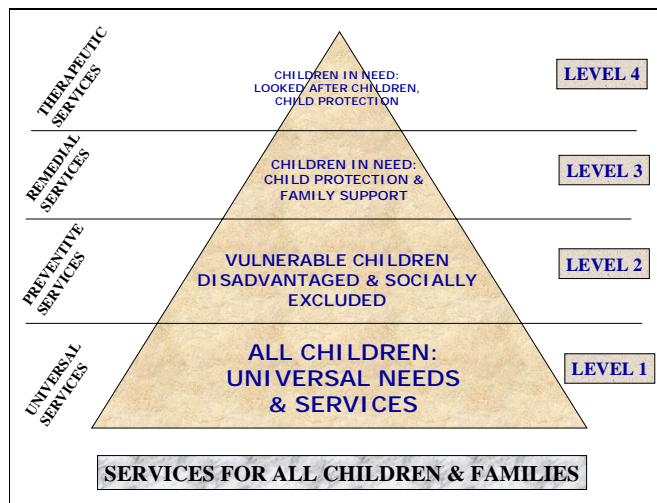 THERAPEUTIC
SERVICES
CHILDREN IN NEED:
LOOKED AFTER CHILDREN,
CHILD PROTECTION
LEVEL 4
REMEDIAL
SERVICES
CHILDREN IN NEED:
CHILD PROTECTION &
FAMILY SUPPORT
LEVEL 3
PREVENTIVE
SERVICES
VULNERABLE CHILDREN
DISADVANTAGED & SOCIALLY
EXCLUDED
LEVEL 2
UNIVERSAL
SERVICES
ALL CHILDREN:
UNIVERSAL NEEDS
& SERVICES
LEVEL 1
SERVICES FOR ALL CHILDREN & FAMILIES